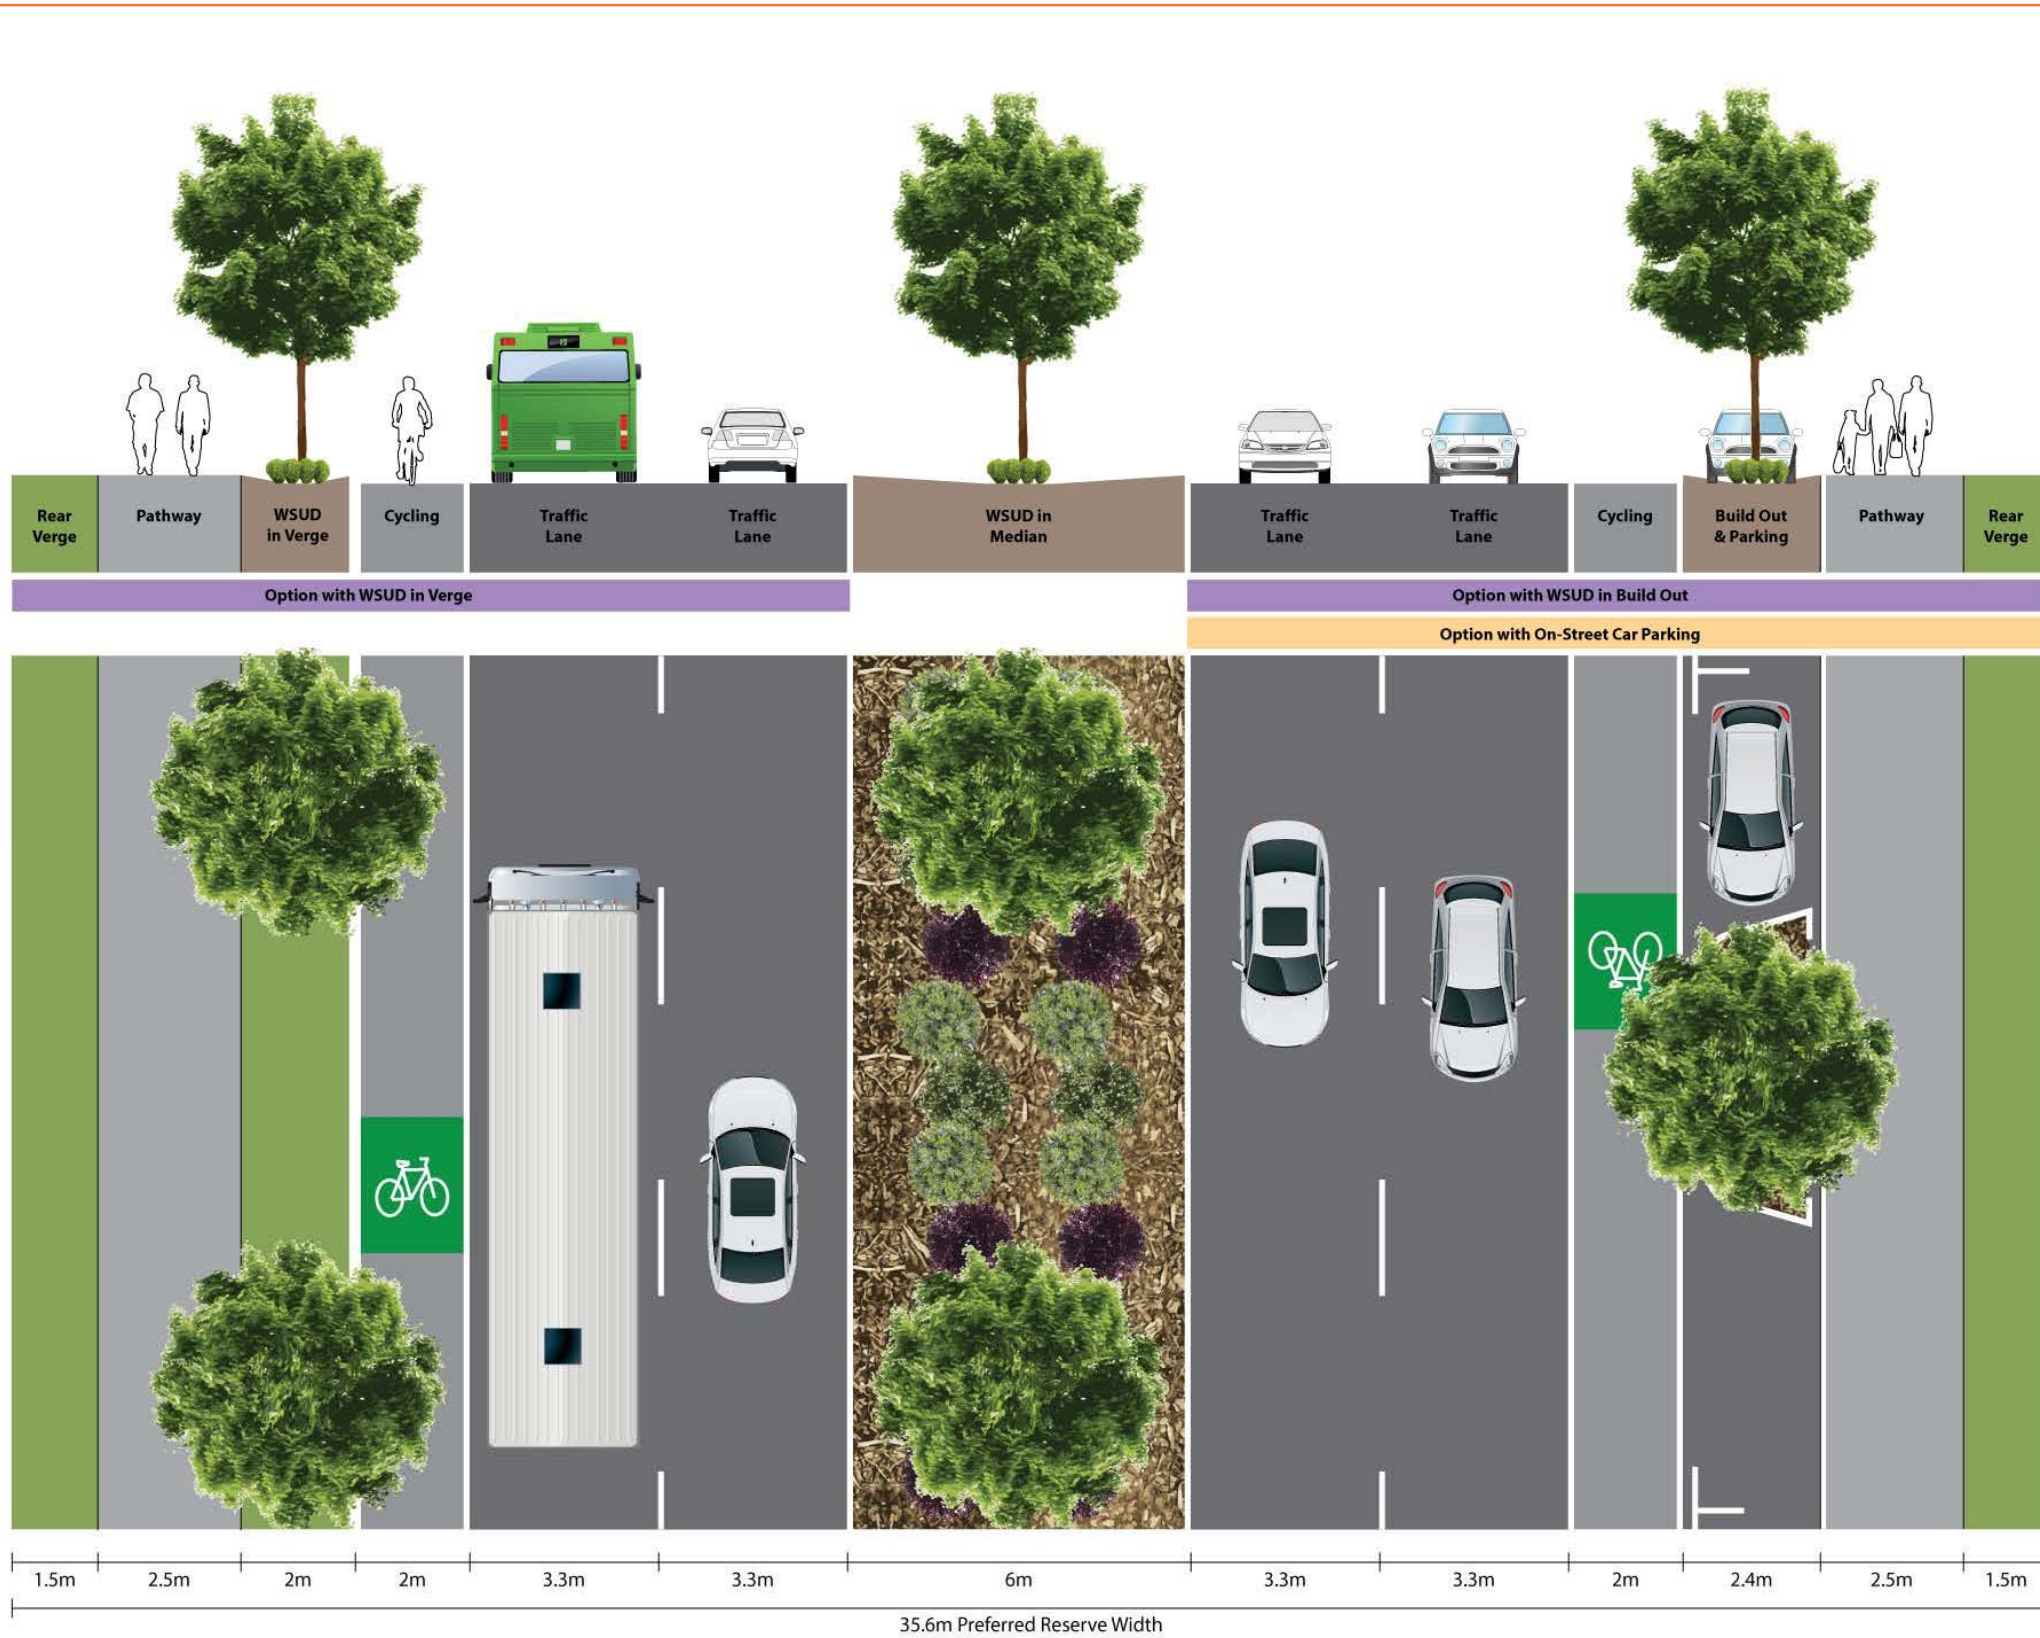 15
Rear
Verge
Pathway
WSUD
in Verge
Cycling
Traffic
Lane
Traffic
Lane
WSUD in
Median
Traffic
Lane
Traffic
Lane
Cycling
Build Out
& Parking
Pathway
Rear
Verge
Option with WSUD in Verge
Option with WSUD in Build Out
Option with On-Street Car Parking
1.5m
2.5m
2m
2m
3.3m
3.3m
6m
3.3m
3.3m
2m
2.4m
2.5m
1.5m
35.6m Preferred Reserve Width